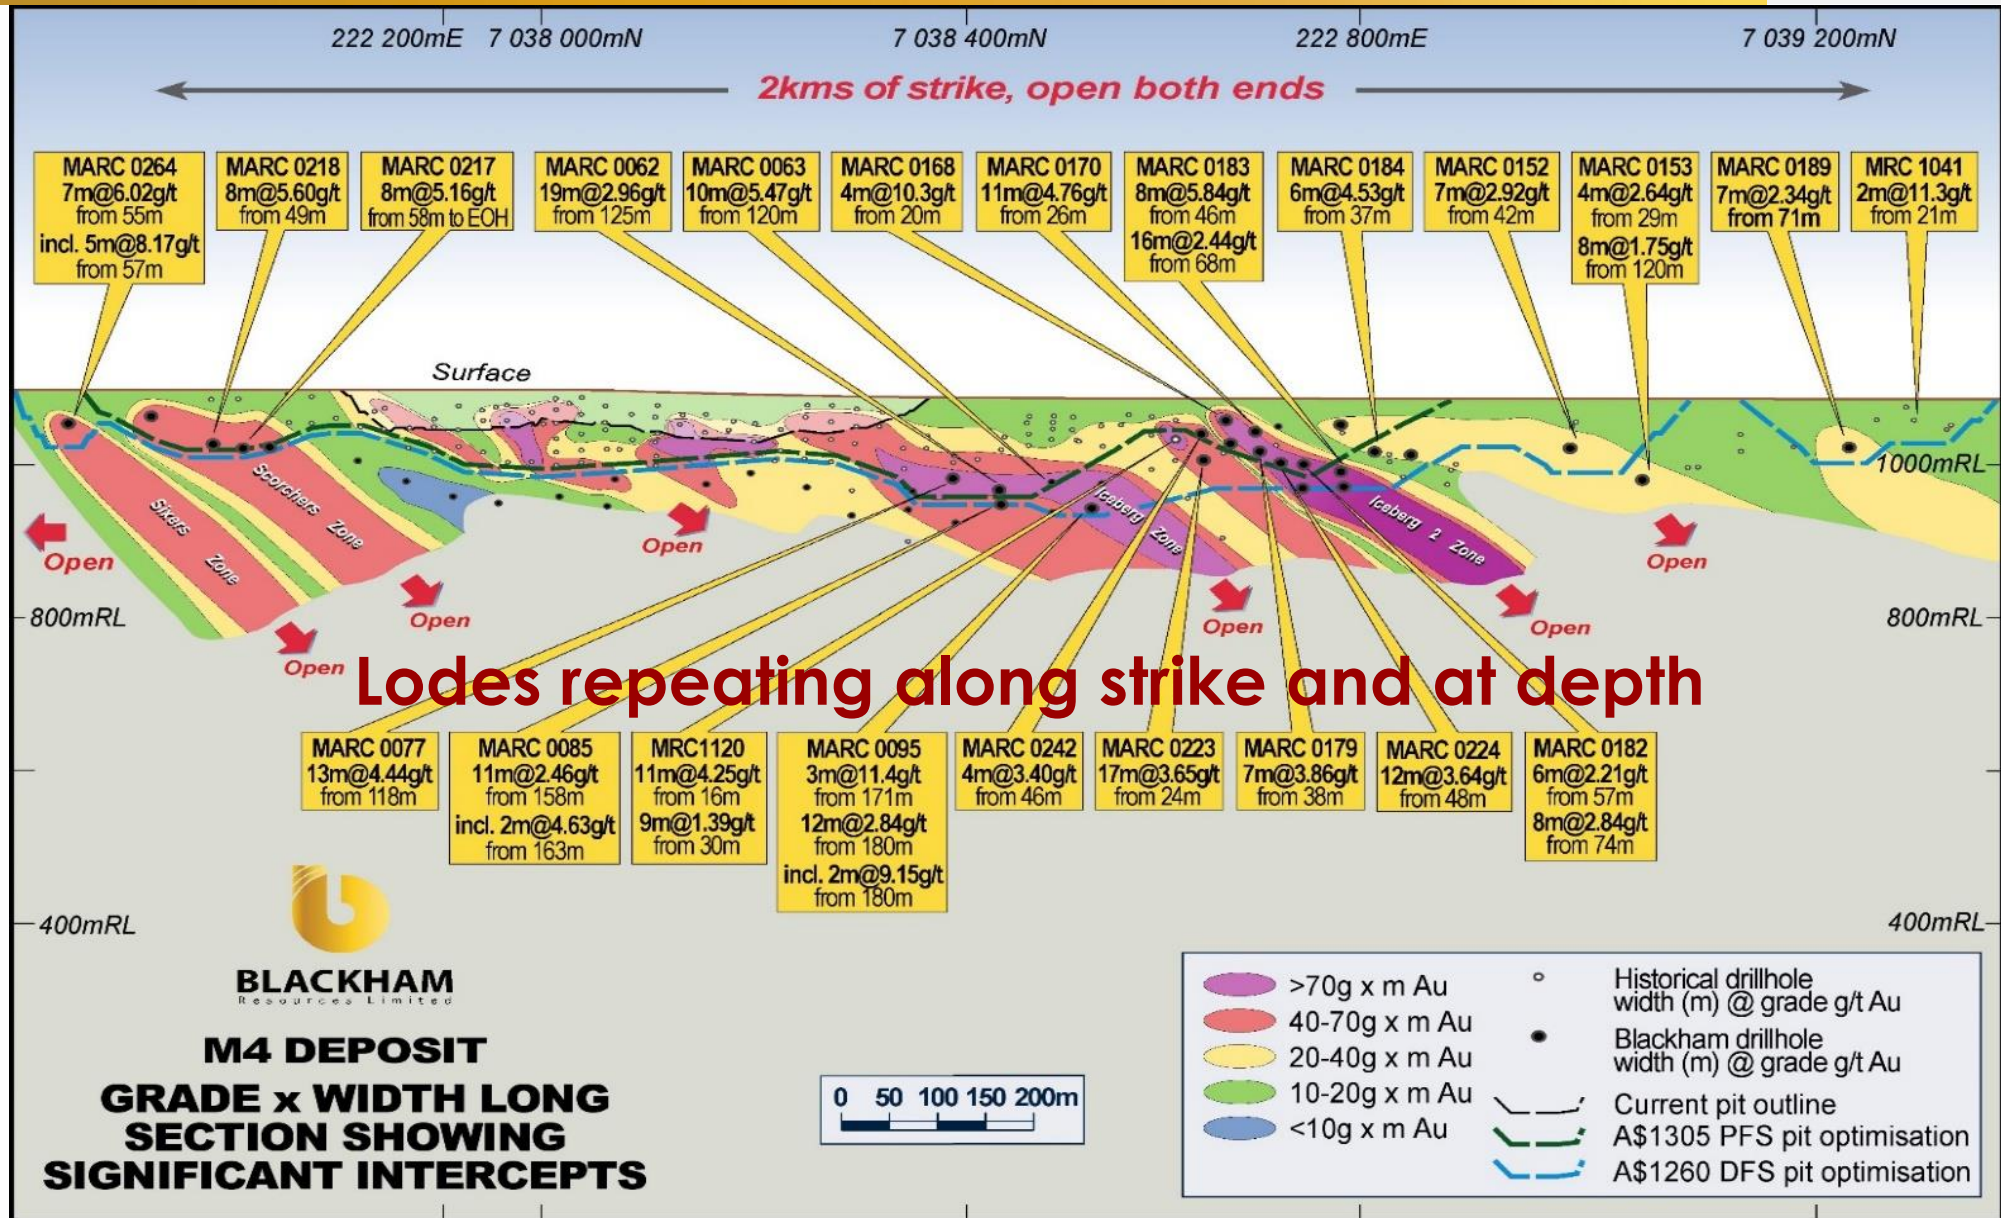 222 200mE 7 038 000mN 7 038 400mN 222 800mE 7 039 200mN
2kms of strike, open both ends
MARC 0264
7m@6.02g/t
from 55m
incl. 5m@8.17g/t
from 57m
MARC 0218
8m@5.60g/t
from 49m
MARC 0217
8m@5.16g/t
from 58m to EOH
MARC 0062
19m@2.96g/t
from 125m
MARC 0063
10m@5.47g/t
from 120m
MARC 0168
4m@10.3g/t
from 20m
MARC 0170
11m@4.76g/t
from 26m
MARC 0183
8m@5.84g/t
from 46m
16m@2.44g/t
from 68m
MARC 0184
6m@4.53g/t
from 37m
MARC 0152
7m@2.92g/t
from 42m
MARC 0153
4m@2.64g/t
from 29m
8m@1.75g/t
from 120m
MARC 0189
7m@2.34g/t
from 71m
MRC 1041
2m@11.3g/t
from 21m
Surface
1000mRL
Sixers Zone
Scorchers Zone
Iceberg Zone
Iceberg 2 Zone
Open
Open
Open
Open
Open
Open
Open
800mRL
800mRL
Lodes repeating along strike and at depth
MARC 0077
13m@4.44g/t
from 118m
MARC 0085
11m@2.46g/t
from 158m
incl. 2m@4.63g/t
from 163m
MRC1120
11m@4.25g/t
from 16m
9m@1.39g/t
from 30m
MARC 0095
3m@11.4g/t
from 171m
12m@2.84g/t
from 180m
incl. 2m@9.15g/t
from 180m
MARC 0242
4m@3.40g/t
from 46m
MARC 0223
17m@3.65g/t
from 24m
MARC 0179
7m@3.86g/t
from 38m
MARC 0224
12m@3.64g/t
from 48m
MARC 0182
6m@2.21g/t
from 57m
8m@2.84g/t
from 74m
400mRL
400mRL
BLACKHAM
Resources Limited
M4 DEPOSIT
GRADE x WIDTH LONG
SECTION SHOWING
SIGNIFICANT INTERCEPTS
0 50 100 150 200m
>70g x m Au
40-70g x m Au
20-40g x m Au
10-20g x m Au
<10g x m Au
Historical drillhole
width (m) @ grade g/t Au
Blackham drillhole
width (m) @ grade g/t Au
Current pit outline
A$1305 PFS pit optimisation
A$1260 DFS pit optimisation